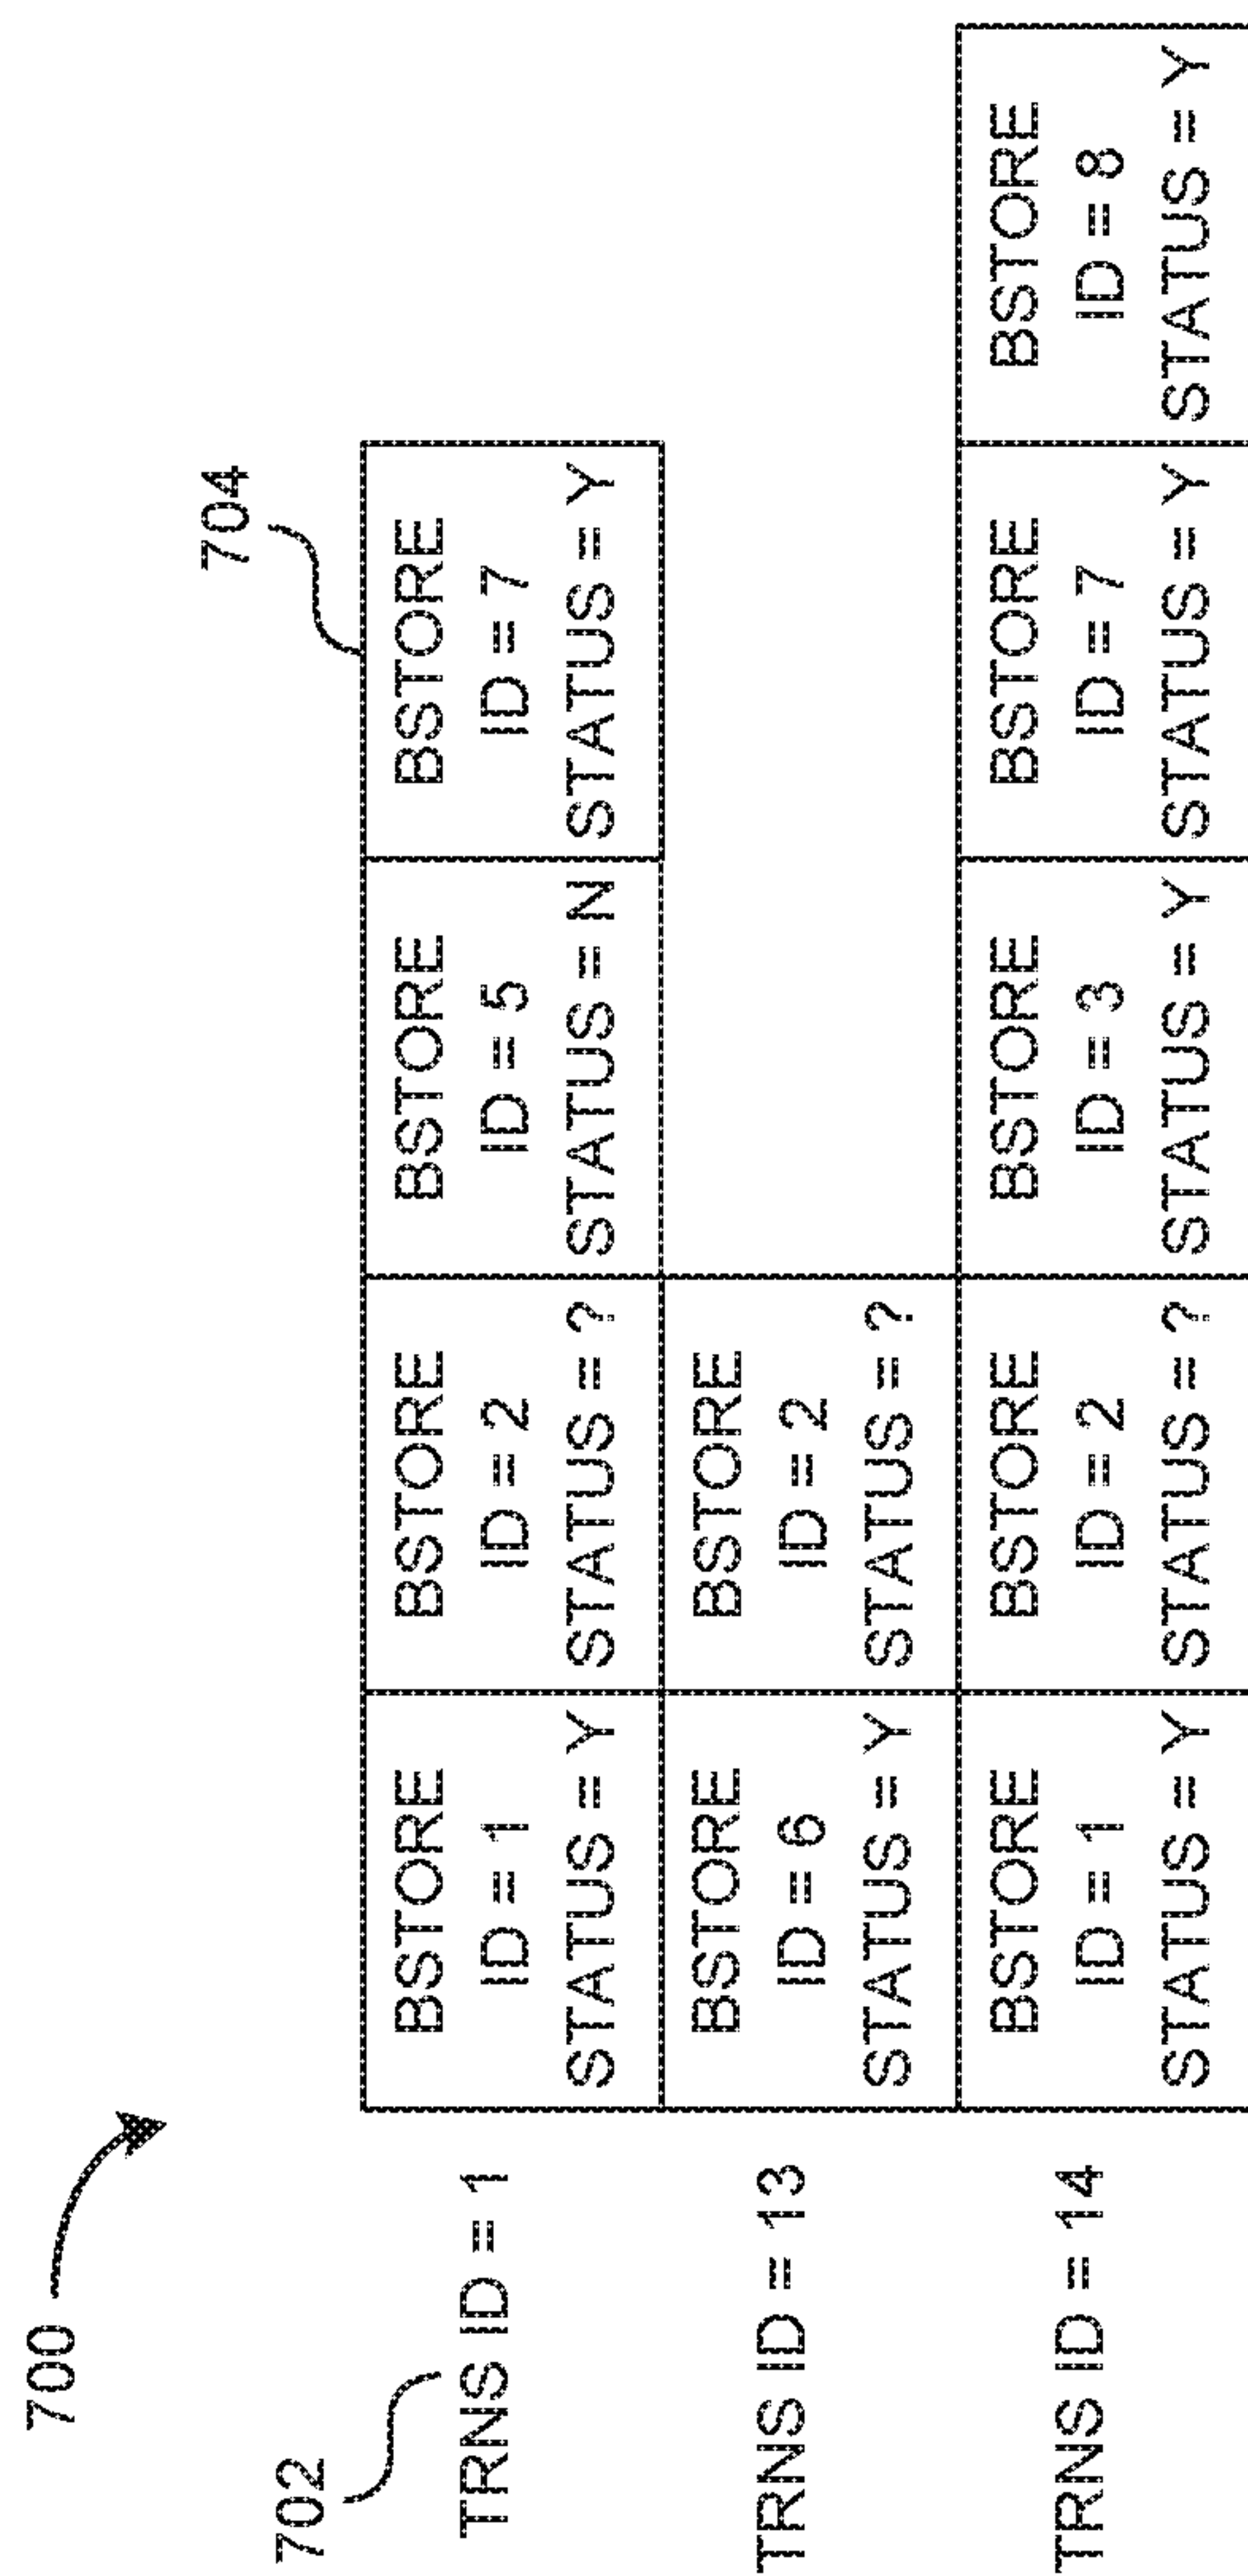 700
702
704
TRNS ID = 1
BSTORE
ID = 1
STATUS = Y
BSTORE
ID = 2
STATUS = ?
BSTORE
ID = 5
STATUS = N
BSTORE
ID = 7
STATUS = Y
TRNS ID = 13
BSTORE
ID = 6
STATUS = Y
BSTORE
ID = 2
STATUS = ?
TRNS ID = 14
BSTORE
ID = 1
STATUS = Y
BSTORE
ID = 2
STATUS = ?
BSTORE
ID = 3
STATUS = Y
BSTORE
ID = 7
STATUS = Y
BSTORE
ID = 8
STATUS = Y